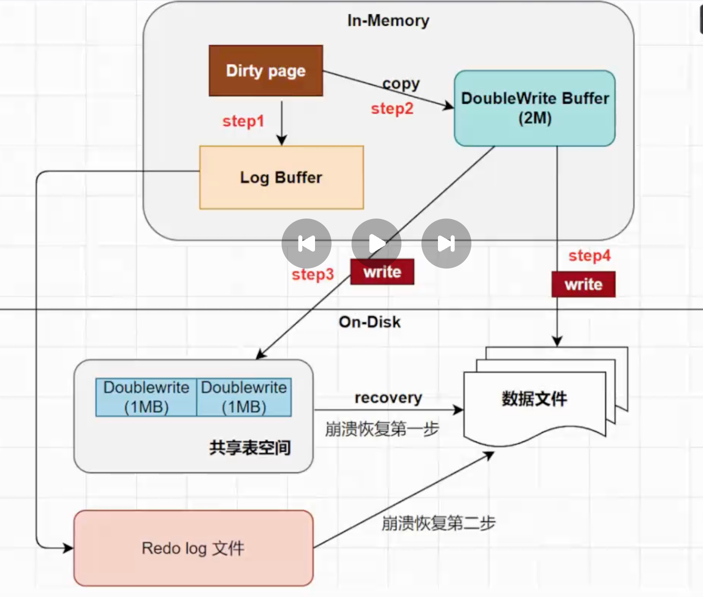 In-Memory
Dirty page
copy
step2
DoubleWrite Buffer
(2M)
step1
Log Buffer
step3
write
step4
write
On-Disk
Doublewrite
(1MB)
Doublewrite
(1MB)
共享表空间
recovery
崩溃恢复第一步
数据文件
崩溃恢复第二步
Redo log 文件